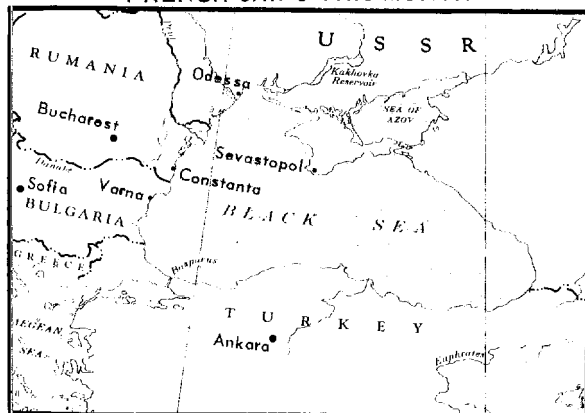 U S S R
RUMANIA
Odessa
Kakhovka
Reservoir
SEA OF
AZOV
Bucharest
Sevastopol
Danube
Constanta
Sofia
Varna
BULGARIA
BLACK SEA
GREECE
Bosporus
TURKEY
AEGEAN
SEA
Ankara
Euphrates